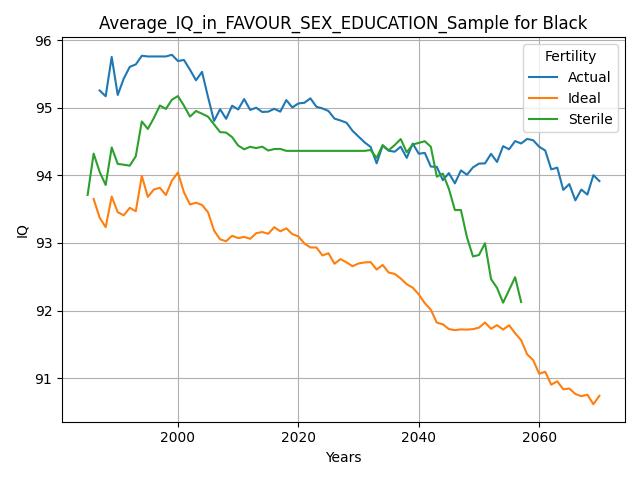 Average_IQ_in_FAVOUR_SEX_EDUCATION_Sample for Black
96
95
94
93
92
91
IQ
Fertility
Actual
Ideal
Sterile
2000
2020
2040
2060
Years